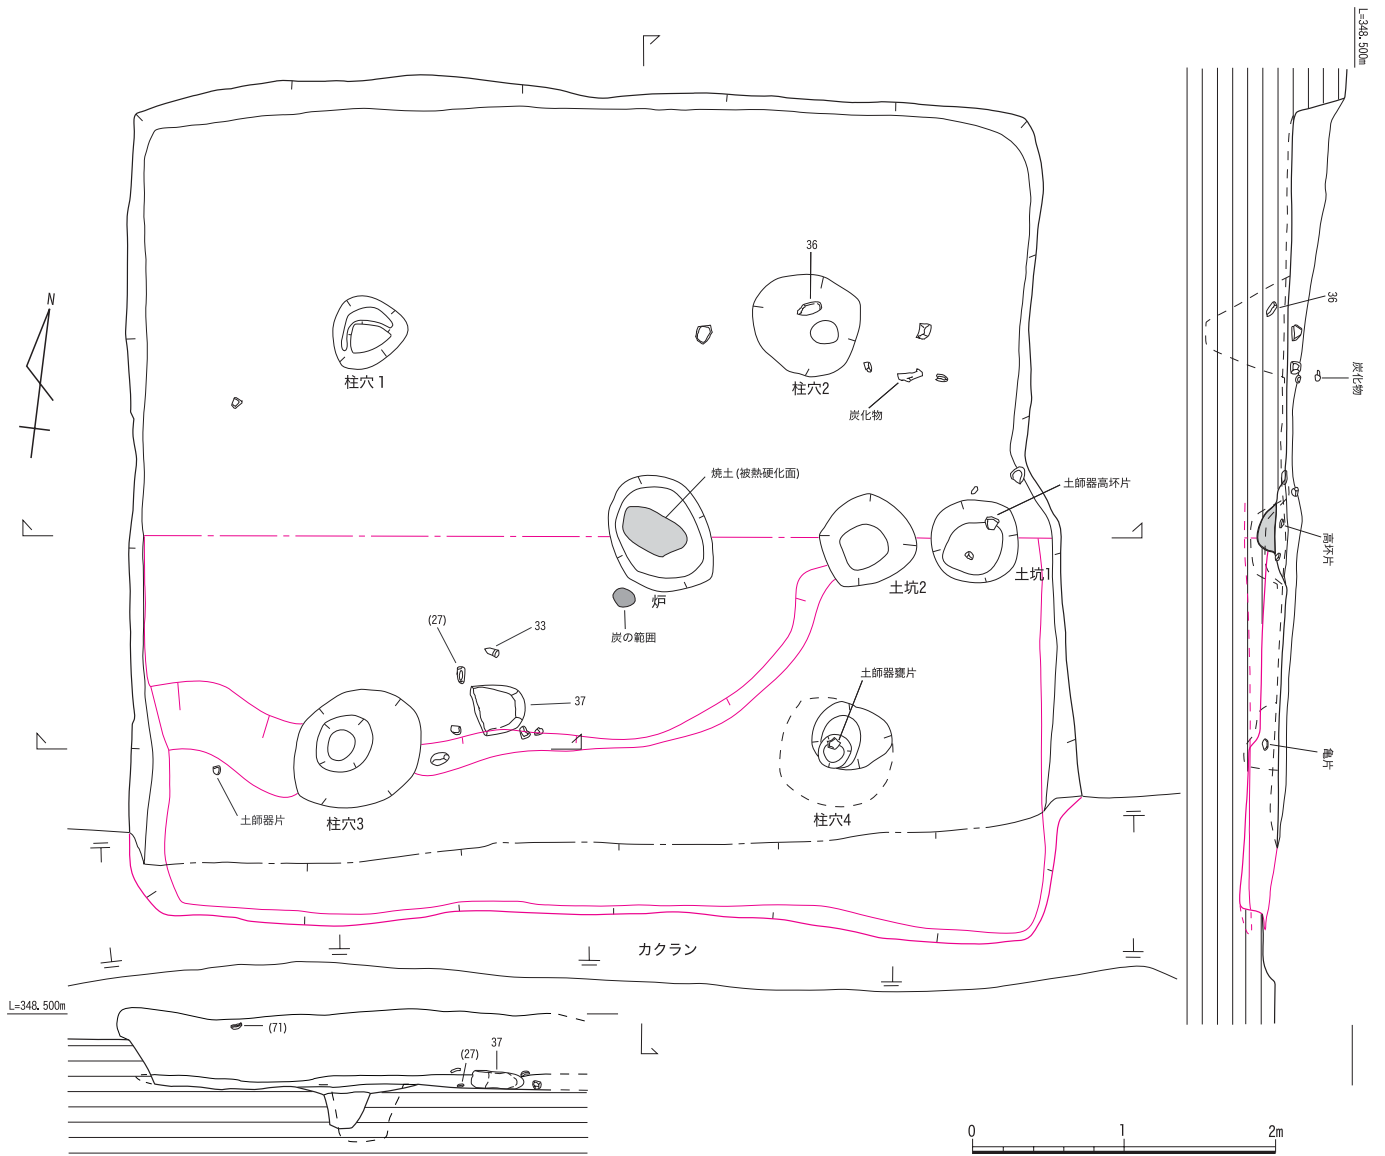 L=348.500m
36
N
36
柱穴1
柱穴2
炭化物
炭化物
焼土(被熱硬化面)
土師器高坏片
高坏片
土坑2
土坑1
炉
炭の範囲
(27)
33
土師器甕片
37
亀片
土師器片
柱穴3
柱穴4
カクラン
L=348.500m
(71)
(27)
37
0
1
2m